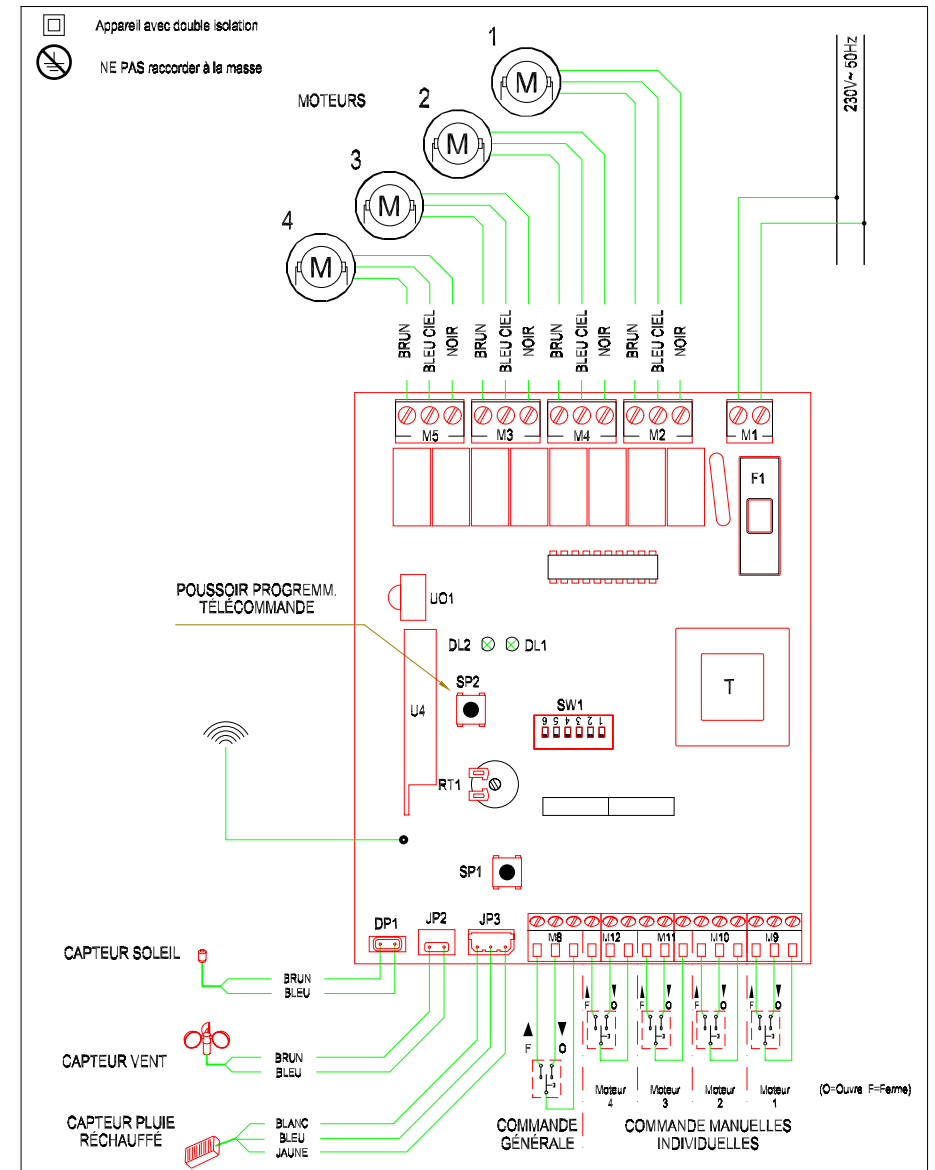 Appareil avec double isolation
NE PAS raccorder à la masse
MOTEURS
1
2
3
4
M
M
M
M
230V~ 50Hz
BRUN
BLEU CIEL
NOIR
BRUN
BLEU CIEL
NOIR
BRUN
BLEU CIEL
NOIR
BRUN
BLEU CIEL
NOIR
M5
M3
M4
M2
M1
F1
POUSSOIR PROGREMM.
TÉLÉCOMMANDE
UO1
DL2
DL1
SP2
U4
SW1
6 5 4 3 2 1
T
RT1
SP1
DP1
JP2
JP3
M8
M12
M11
M10
M9
CAPTEUR SOLEIL
BRUN
BLEU
CAPTEUR VENT
BRUN
BLEU
CAPTEUR PLUIE
RÉCHAUFFÉ
BLANC
BLEU
JAUNE
F O
F O
F O
F O
F O
Moteur
4
Moteur
3
Moteur
2
Moteur
1
(O=Ouvre F=Ferme)
COMMANDE
GÉNÉRALE
COMMANDE MANUELLES
INDIVIDUELLES